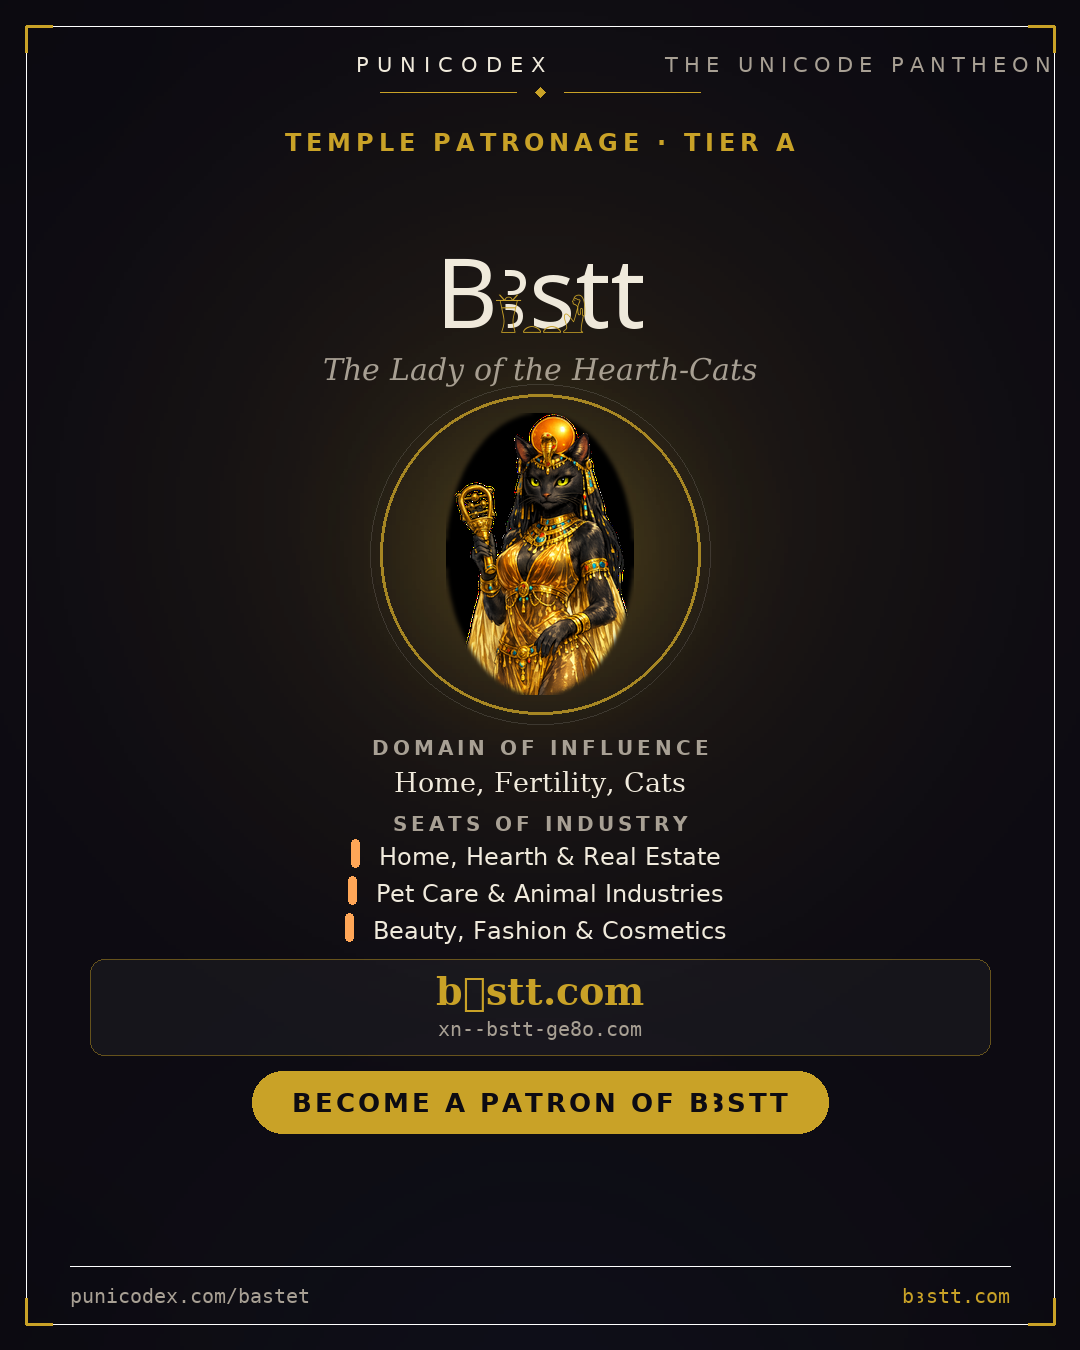 PUNICODEX THE UNICODE PANTHEON
TEMPLE PATRONAGE · TIER A
Bꜣstt
𓎰𓏏𓏏𓁐
The Lady of the Hearth-Cats
DOMAIN OF INFLUENCE
Home, Fertility, Cats
SEATS OF INDUSTRY
Home, Hearth & Real Estate
Pet Care & Animal Industries
Beauty, Fashion & Cosmetics
b▯stt.com
xn--bstt-ge8o.com
BECOME A PATRON OF BꜢSTT
punicodex.com/bastet
bꜣstt.com